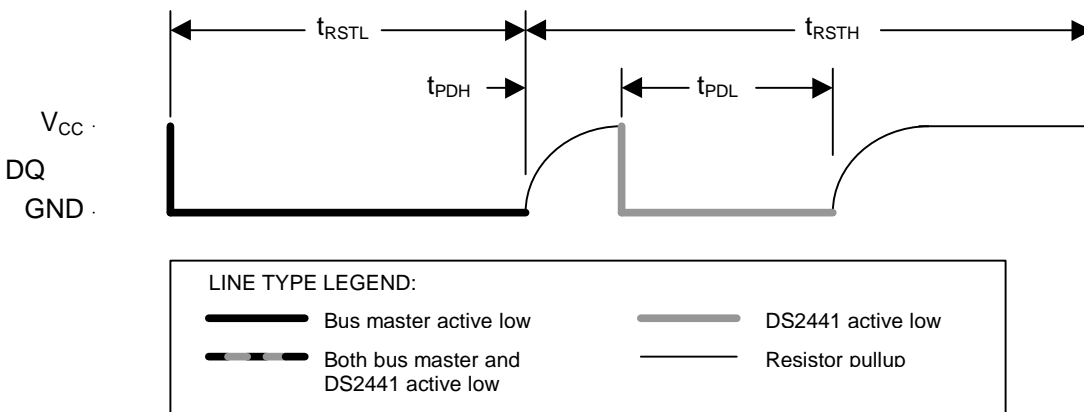 tRSTL tRSTH
tPDH tPDL
VCC
DQ
GND
LINE TYPE LEGEND:
Bus master active low DS2441 active low
Both bus master and Resistor pullup
DS2441 active low